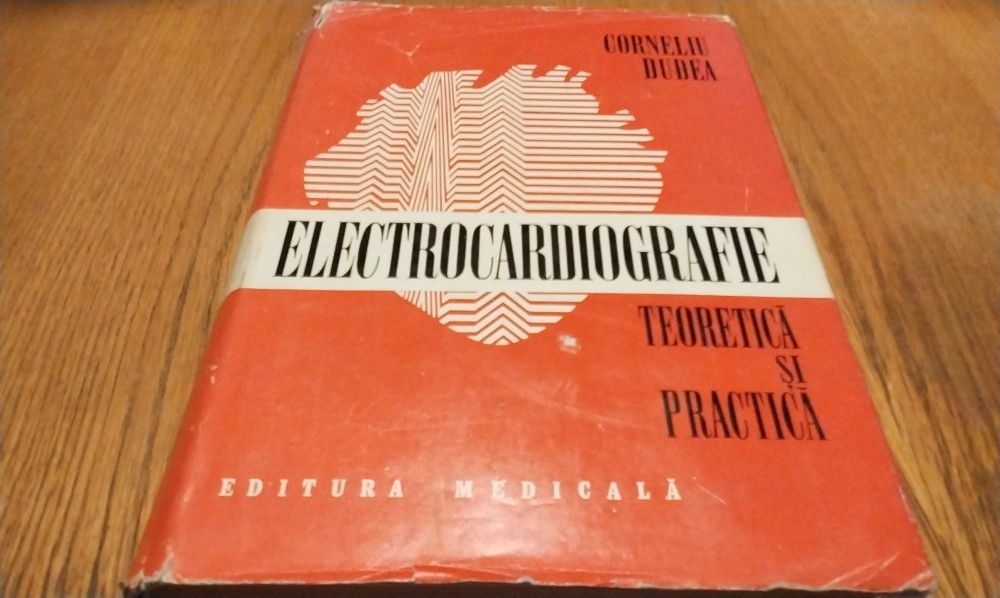 CORNELIU
DUDEA
ELECTROCARDIOGRAFIE
TEORETICĂ
ȘI
PRACTICĂ
EDITURA MEDICALĂ